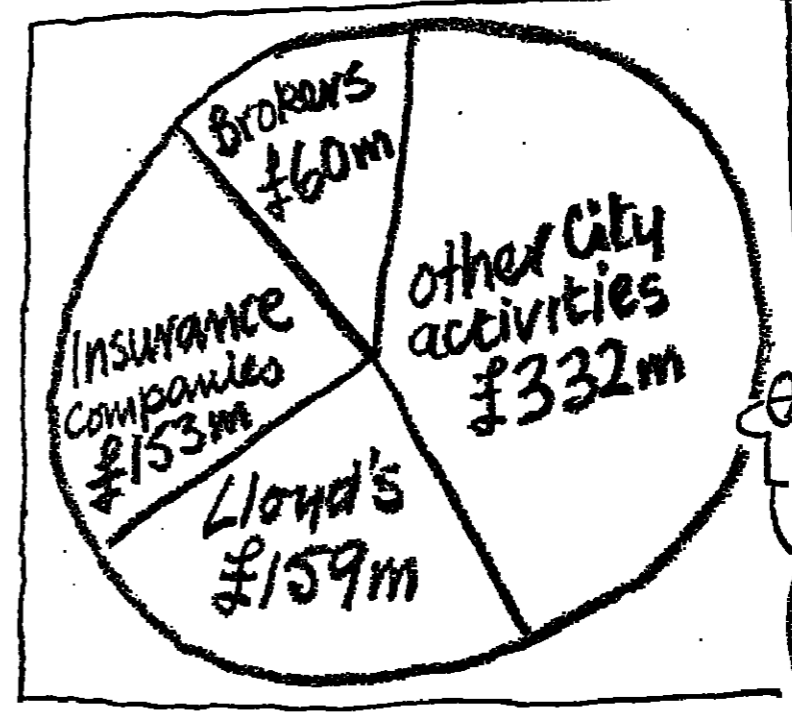 Brokers
£60m
other City
activities
£332m
Insurance
companies
£153m
Lloyd's
£159m